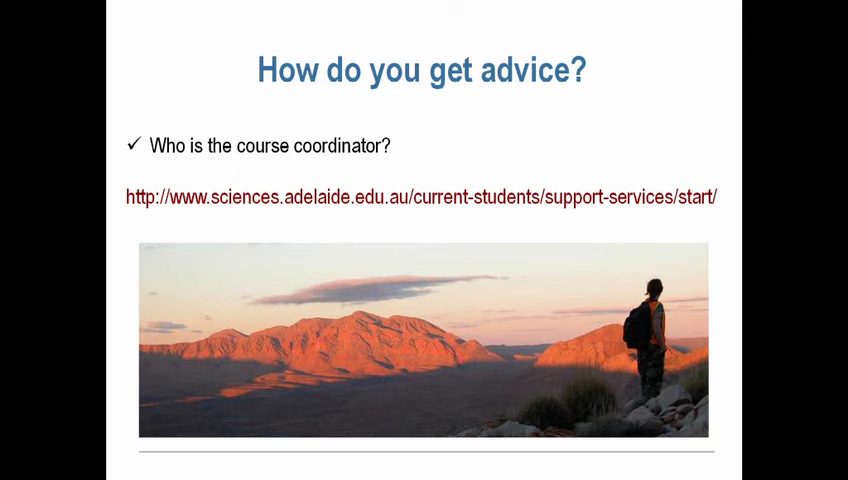 How do you get advice?
✓ Who is the course coordinator?
http://www.sciences.adelaide.edu.au/current-students/support-services/start/